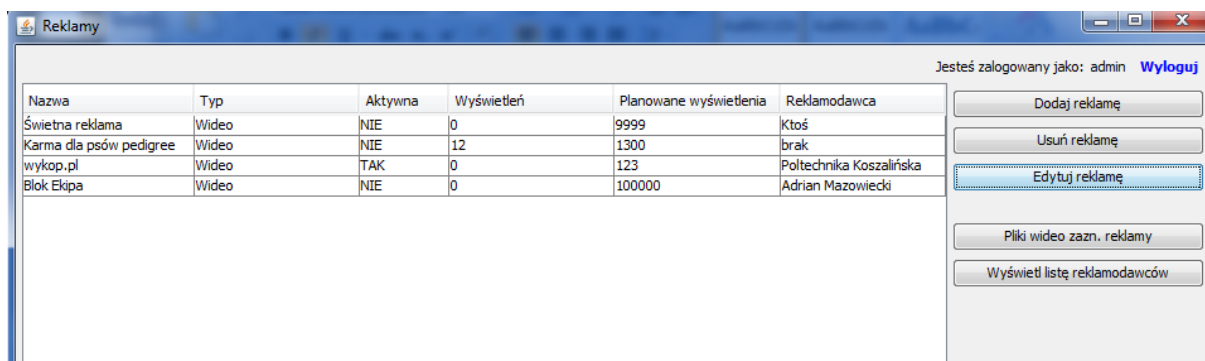 Reklamy
Jesteś zalogowany jako: admin Wyloguj
Nazwa Typ Aktywna Wyświetleń Planowane wyświetlenia Reklamodawca
Świetna reklama Wideo NIE 0 9999 Ktoś
Karma dla psów pedigree Wideo NIE 12 1300 brak
wykop.pl Wideo TAK 0 123 Poltechnika Koszalińska
Blok Ekipa Wideo NIE 0 100000 Adrian Mazowiecki
Dodaj reklamę
Usuń reklamę
Edytuj reklamę
Pliki wideo zazn. reklamy
Wyświetl listę reklamodawców